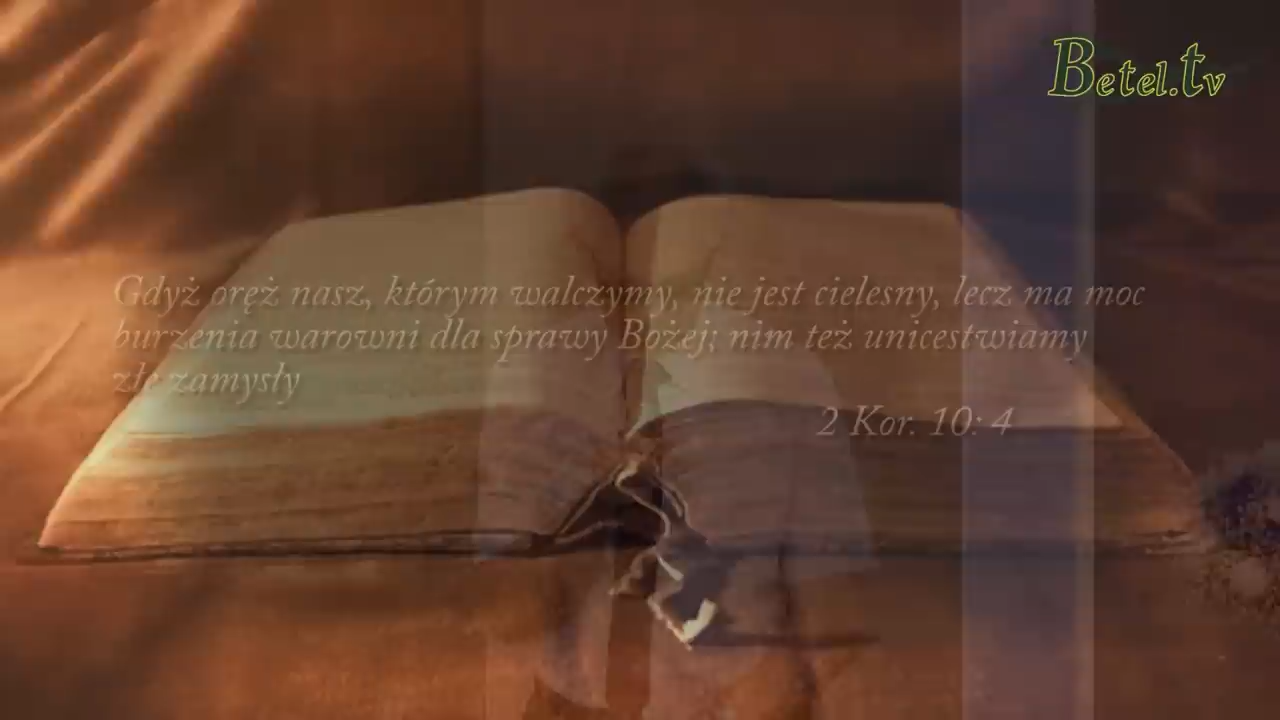 Betel.tv
Gdyż oręż nasz, którym walczymy, nie jest cielesny, lecz ma moc
burzenia warowni dla sprawy Bożej; nim też unicestwiamy
złe zamysły
2 Kor. 10: 4